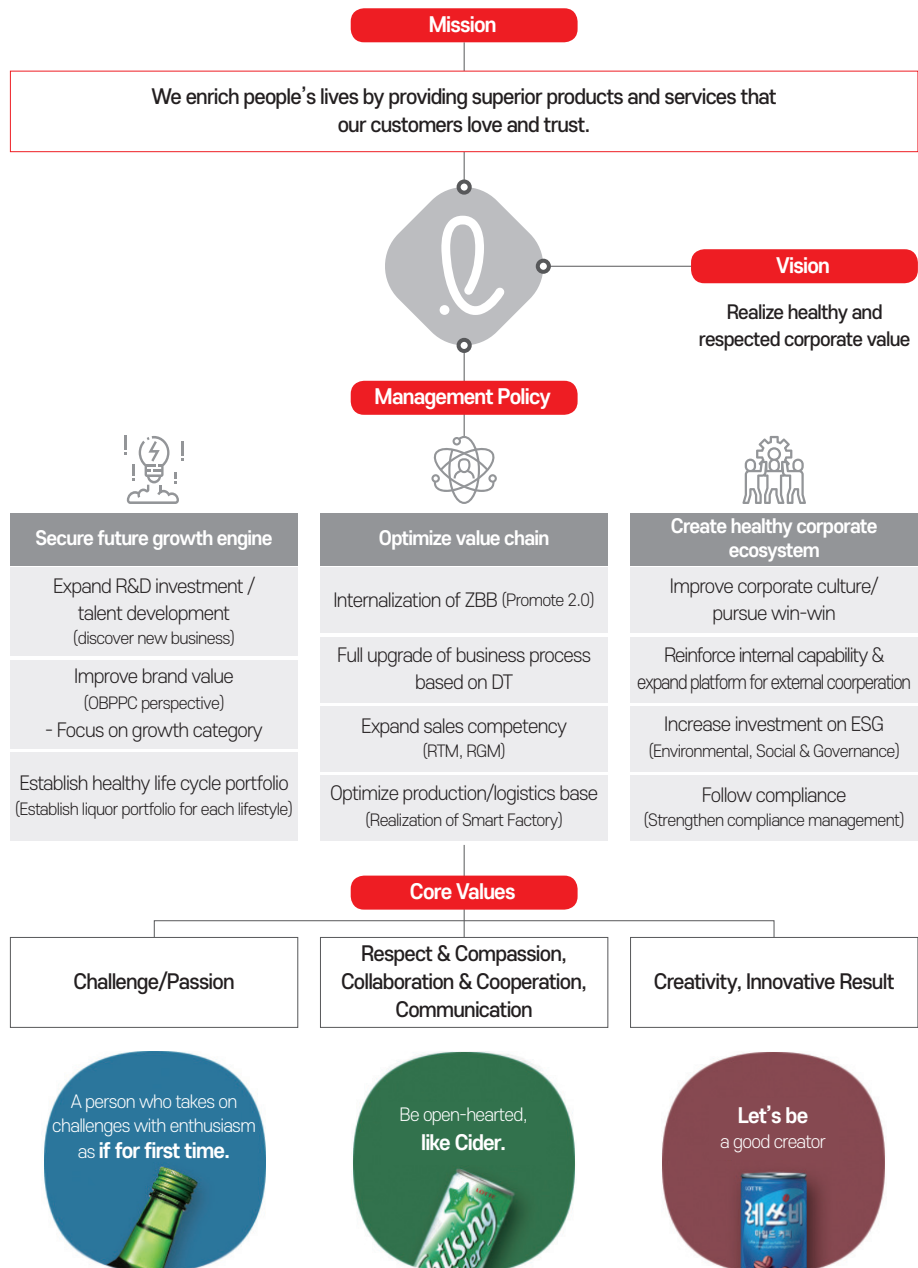 Mission
We enrich people's lives by providing superior products and services that
our customers love and trust.
Vision
Realize healthy and
respected corporate value
Management Policy
Secure future growth engine
Expand R&D investment /
talent development
(discover new business)
Improve brand value
(OBPPC perspective)
- Focus on growth category
Establish healthy life cycle portfolio
(Establish liquor portfolio for each lifestyle)
Optimize value chain
Internalization of ZBB (Promote 2.0)
Full upgrade of business process
based on DT
Expand sales competency
(RTM, RGM)
Optimize production/logistics base
(Realization of Smart Factory)
Create healthy corporate
ecosystem
Improve corporate culture/
pursue win-win
Reinforce internal capability &
expand platform for external coorperation
Increase investment on ESG
(Environmental, Social & Governance)
Follow compliance
(Strengthen compliance management)
Core Values
Challenge/Passion
Respect & Compassion,
Collaboration & Cooperation,
Communication
Creativity, Innovative Result
A person who takes on
challenges with enthusiasm
as if for first time.
Be open-hearted,
like Cider.
LOTTE
Chilsung
Cider
Let's be
a good creator
LOTTE
레쓰비
마일드 커피